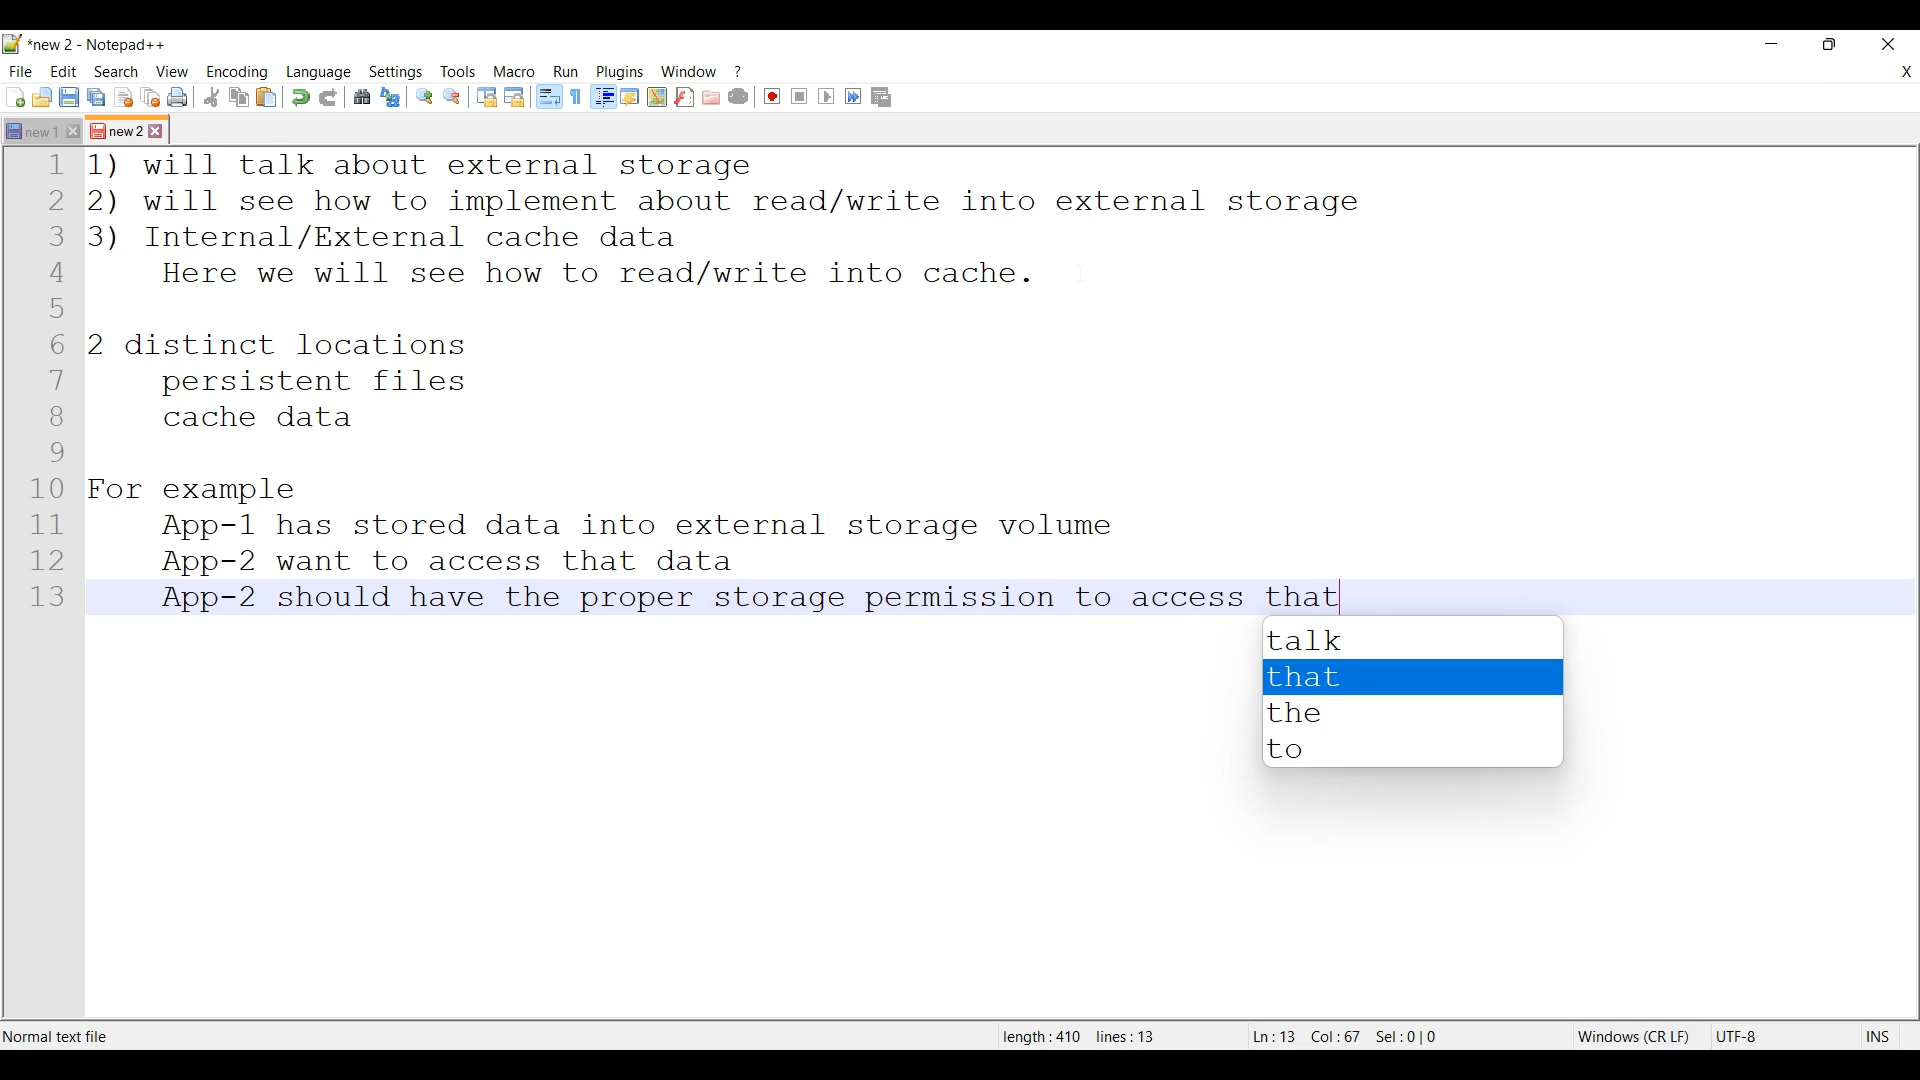 *new 2 - Notepad++
File Edit Search View Encoding Language Settings Tools Macro Run Plugins Window ? X
new 1 new 2
1 1) will talk about external storage
2 2) will see how to implement about read/write into external storage
3 3) Internal/External cache data
4 Here we will see how to read/write into cache.
5
6 2 distinct locations
7 persistent files
8 cache data
9
10 For example
11 App-1 has stored data into external storage volume
12 App-2 want to access that data
13 App-2 should have the proper storage permission to access that
talk
that
the
to
Normal text file length : 410 lines : 13 Ln : 13 Col : 67 Sel : 0 | 0 Windows (CR LF) UTF-8 INS